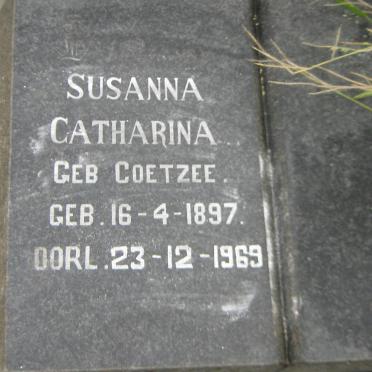 SUSANNA
CATHARINA
GEB COETZEE.
GEB. 16-4-1897.
OORL. 23-12-1969